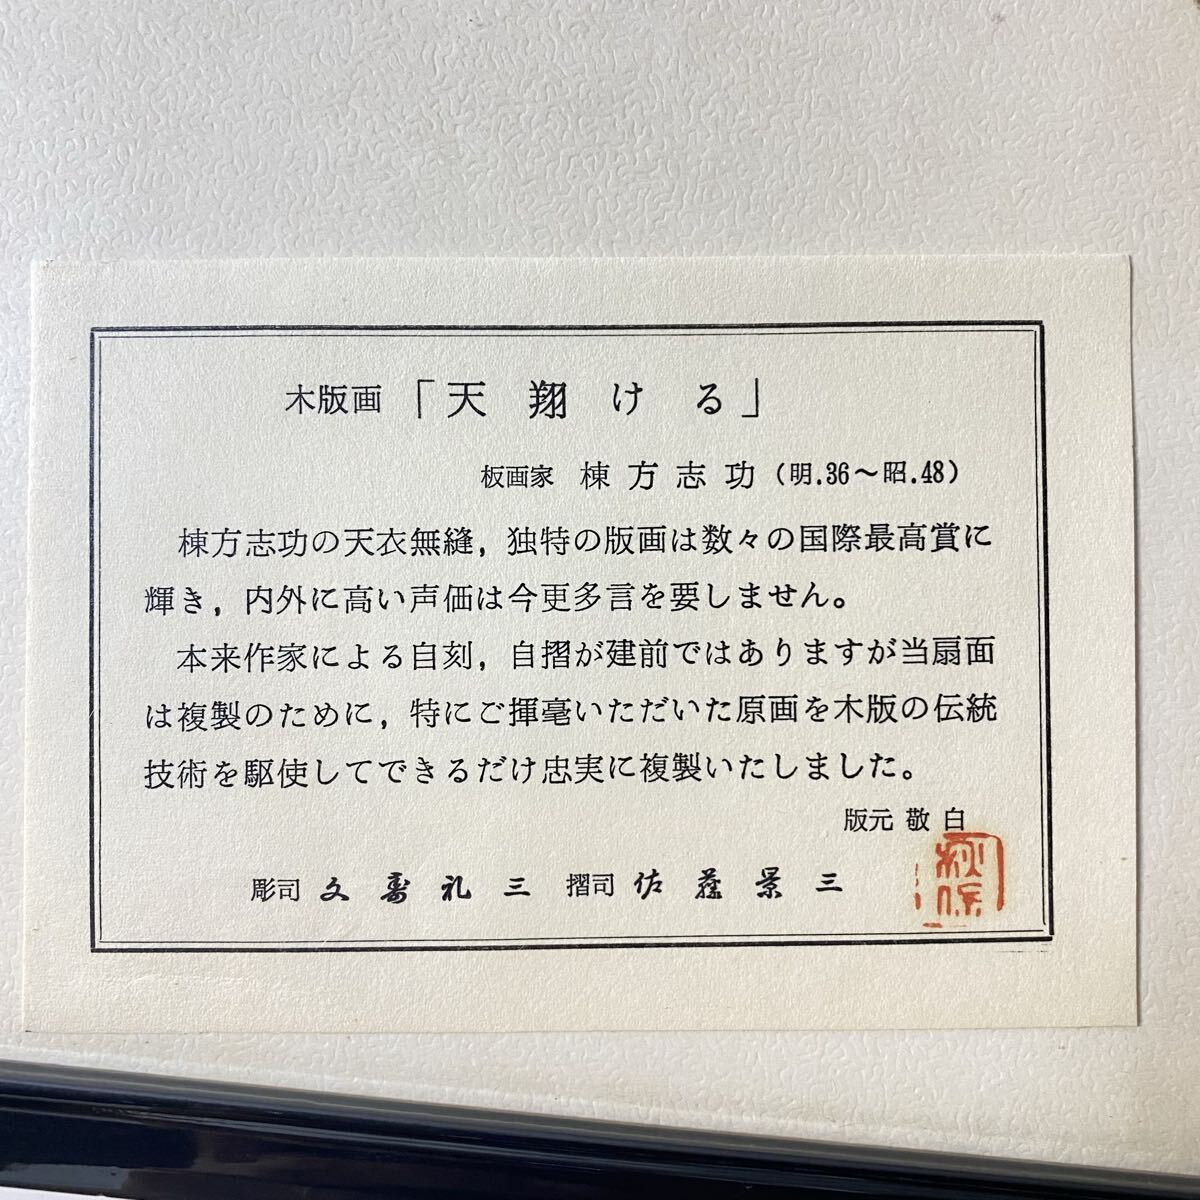 木版画「天翔ける」
板画家 棟方志功(明.36〜昭.48)
棟方志功の天衣無縫，独特の版画は数々の国際最高賞に
輝き，内外に高い声価は今更多言を要しません。
本来作家による自刻，自摺が建前ではありますが当扇面
は複製のために，特にご揮毫いただいた原画を木版の伝統
技術を駆使してできるだけ忠実に複製いたしました。
版元 敬白
彫司 文壽礼三 摺司 佐藤景三